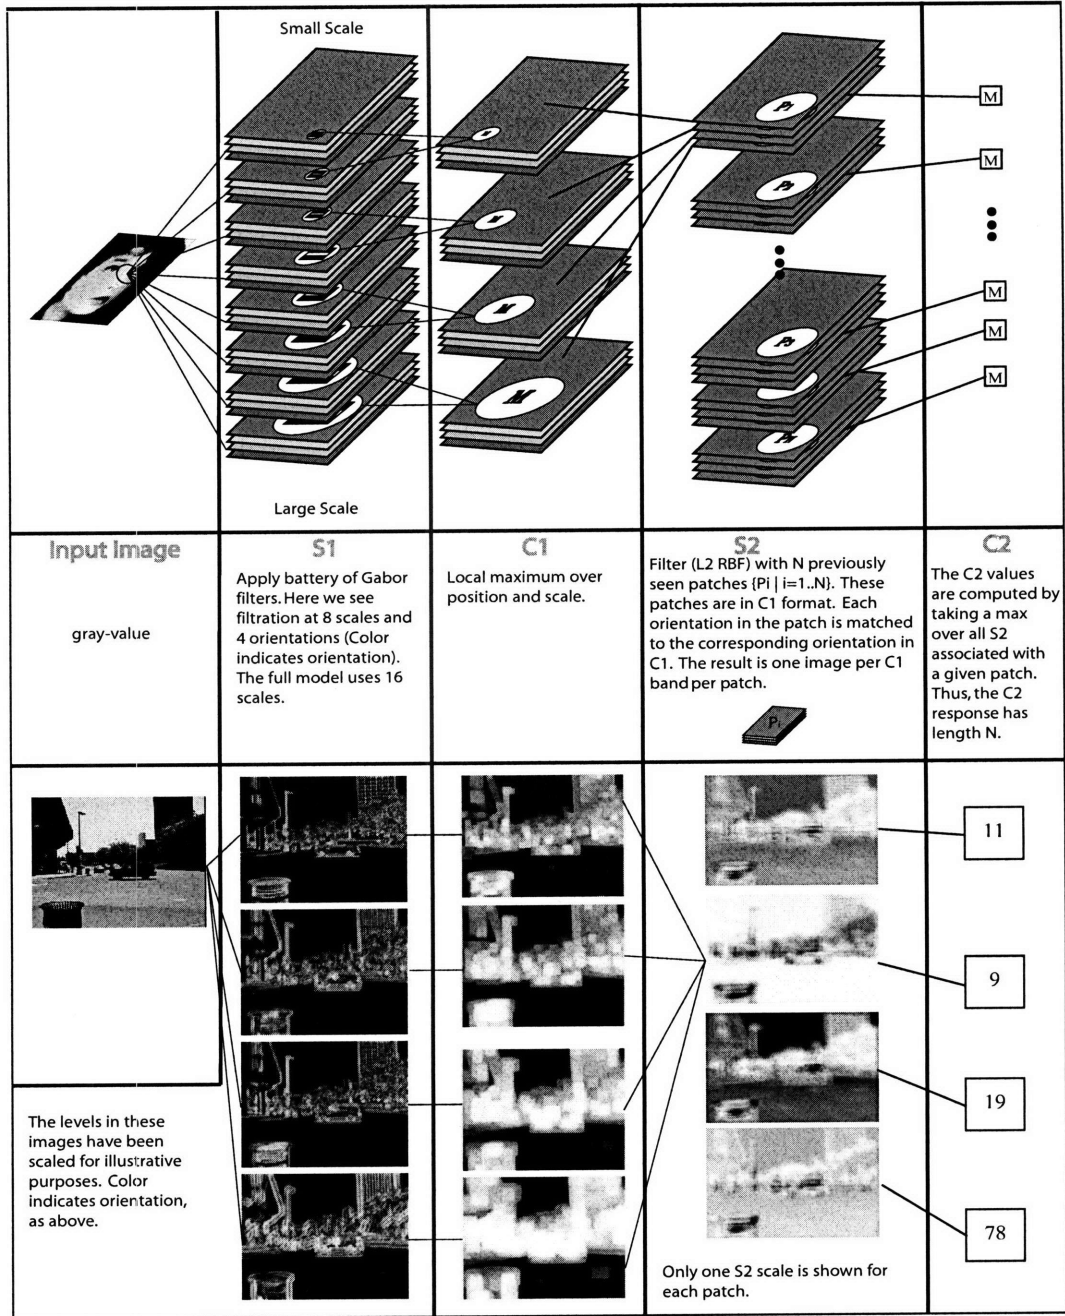 Small Scale
M
M
M
M
P1
P2
P3
M
M
M
M
M
Large Scale
Input Image
gray-value
S1
Apply battery of Gabor
filters. Here we see
filtration at 8 scales and
4 orientations (Color
indicates orientation).
The full model uses 16
scales.
C1
Local maximum over
position and scale.
S2
Filter (L2 RBF) with N previously
seen patches {Pi | i=1..N}. These
patches are in C1 format. Each
orientation in the patch is matched
to the corresponding orientation in
C1. The result is one image per C1
band per patch.
Pi
C2
The C2 values
are computed by
taking a max
over all S2
associated with
a given patch.
Thus, the C2
response has
length N.
11
9
19
78
The levels in these
images have been
scaled for illustrative
purposes. Color
indicates orientation,
as above.
Only one S2 scale is shown for
each patch.